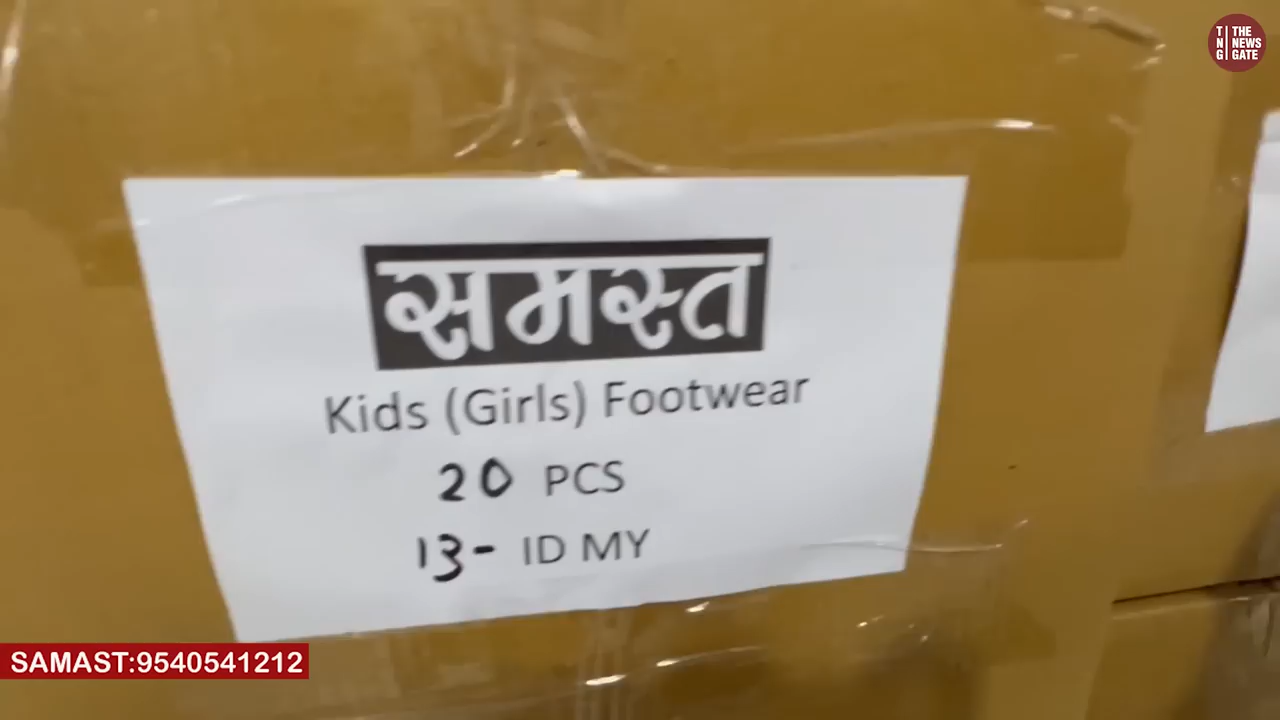 T N G THE NEWS GATE
समस्त
Kids (Girls) Footwear
20 PCS
13- ID MY
SAMAST:9540541212